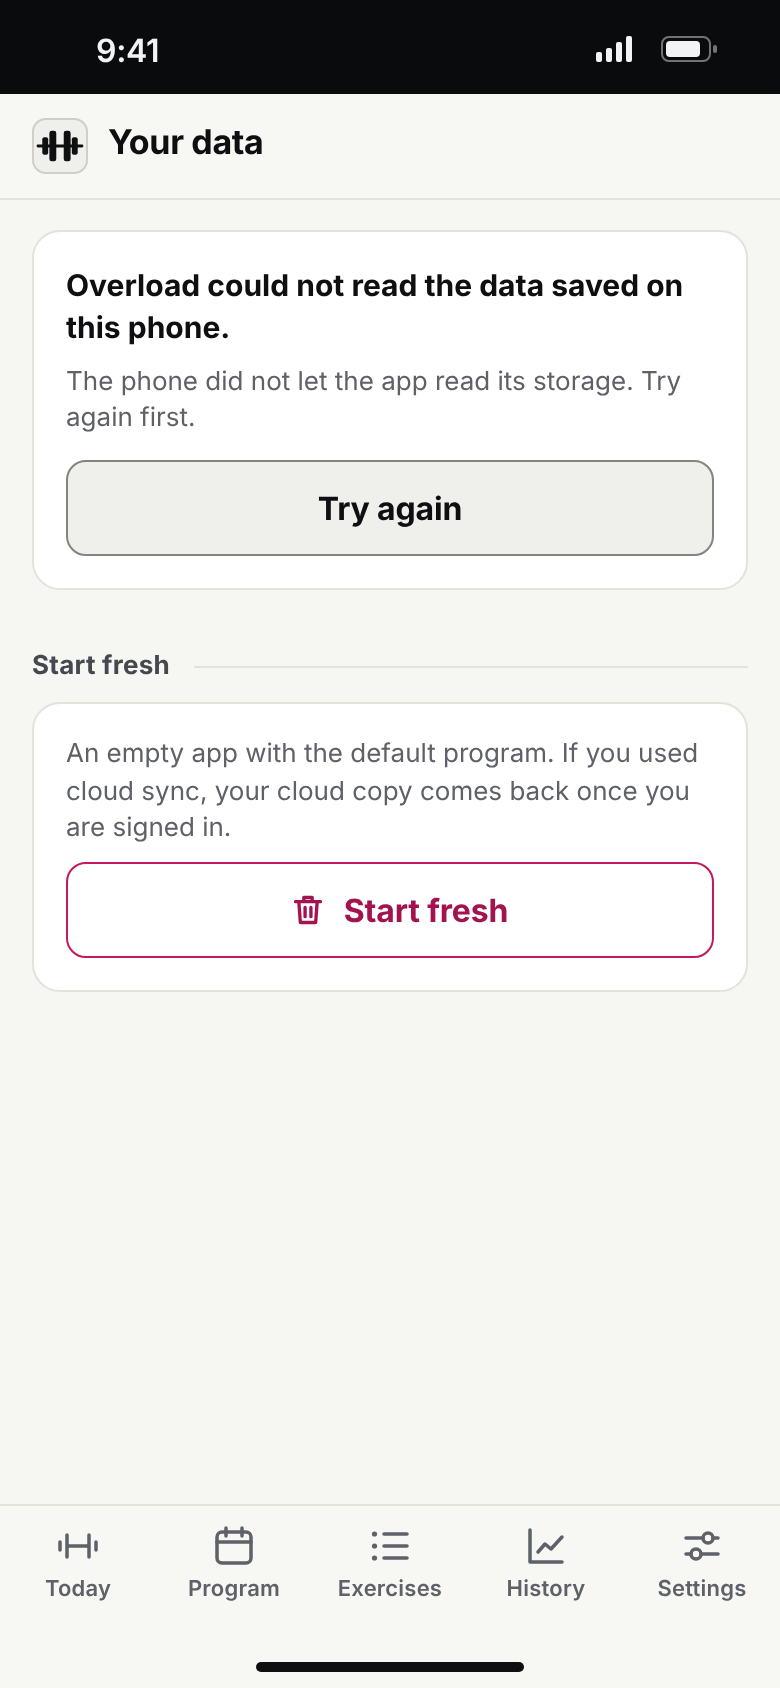 9:41
Your data
Overload could not read the data saved on
this phone.
The phone did not let the app read its storage. Try
again first.
Try again
Start fresh
An empty app with the default program. If you used
cloud sync, your cloud copy comes back once you
are signed in.
Start fresh
Today
Program
Exercises
History
Settings